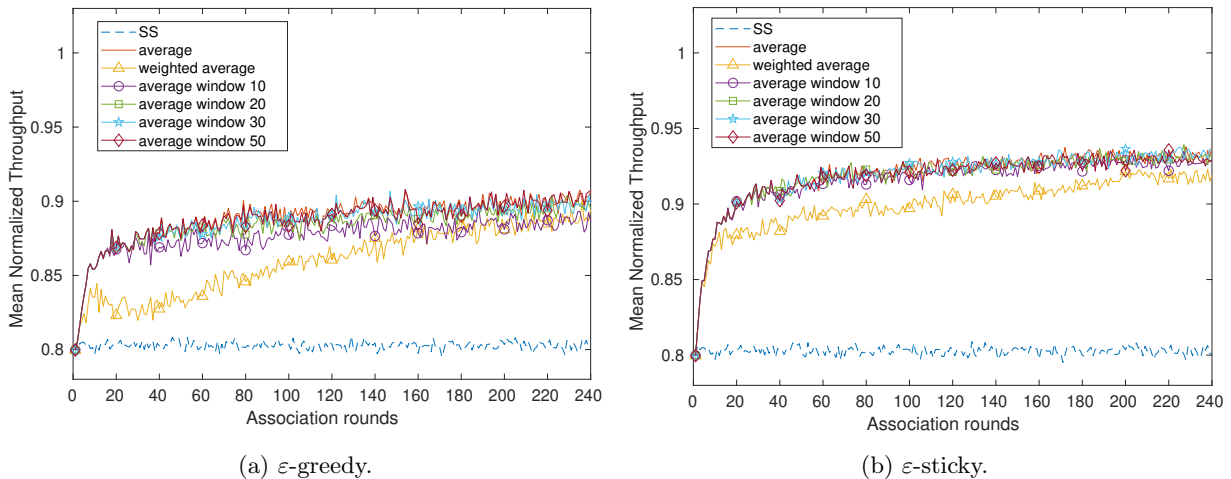 1
0.95
0.9
0.85
0.8
Mean Normalized Throughput
SS
average
weighted average
average window 10
average window 20
average window 30
average window 50
0 20 40 60 80 100 120 140 160 180 200 220 240
Association rounds
(a) ε-greedy.
1
0.95
0.9
0.85
0.8
Mean Normalized Throughput
SS
average
weighted average
average window 10
average window 20
average window 30
average window 50
0 20 40 60 80 100 120 140 160 180 200 220 240
Association rounds
(b) ε-sticky.